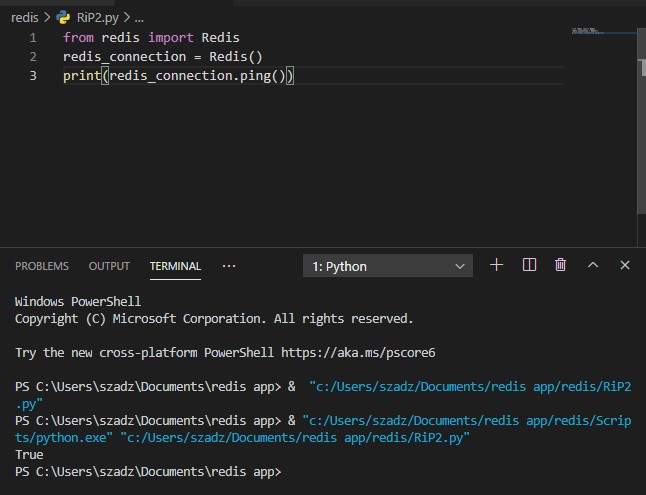 redis > RiP2.py > ...
1 from redis import Redis
2 redis_connection = Redis()
3 print(redis_connection.ping())
PROBLEMS OUTPUT TERMINAL ... 1: Python
Windows PowerShell
Copyright (C) Microsoft Corporation. All rights reserved.
Try the new cross-platform PowerShell https://aka.ms/pscore6
PS C:\Users\szadz\Documents\redis app> &  "c:/Users/szadz/Documents/redis app/redis/RiP2
.py"
PS C:\Users\szadz\Documents\redis app> & "c:/Users/szadz/Documents/redis app/redis/Scrip
ts/python.exe" "c:/Users/szadz/Documents/redis app/redis/RiP2.py"
True
PS C:\Users\szadz\Documents\redis app>